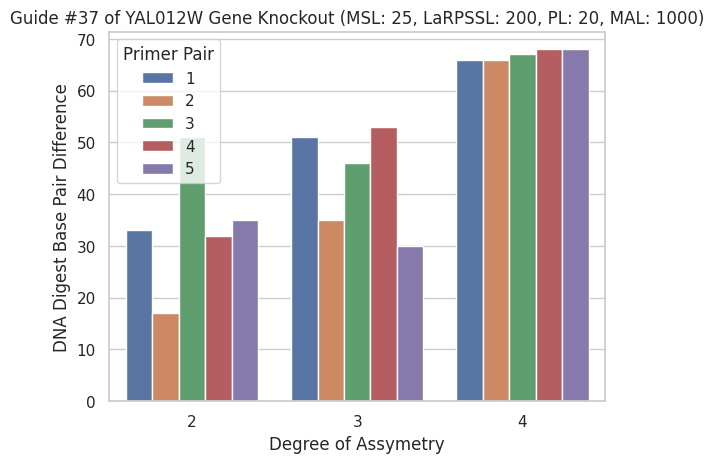 Guide #37 of YAL012W Gene Knockout (MSL: 25, LaRPSSL: 200, PL: 20, MAL: 1000)
Primer Pair
1
2
3
4
5
DNA Digest Base Pair Difference
70
60
50
40
30
20
10
0
2 3 4
Degree of Assymetry